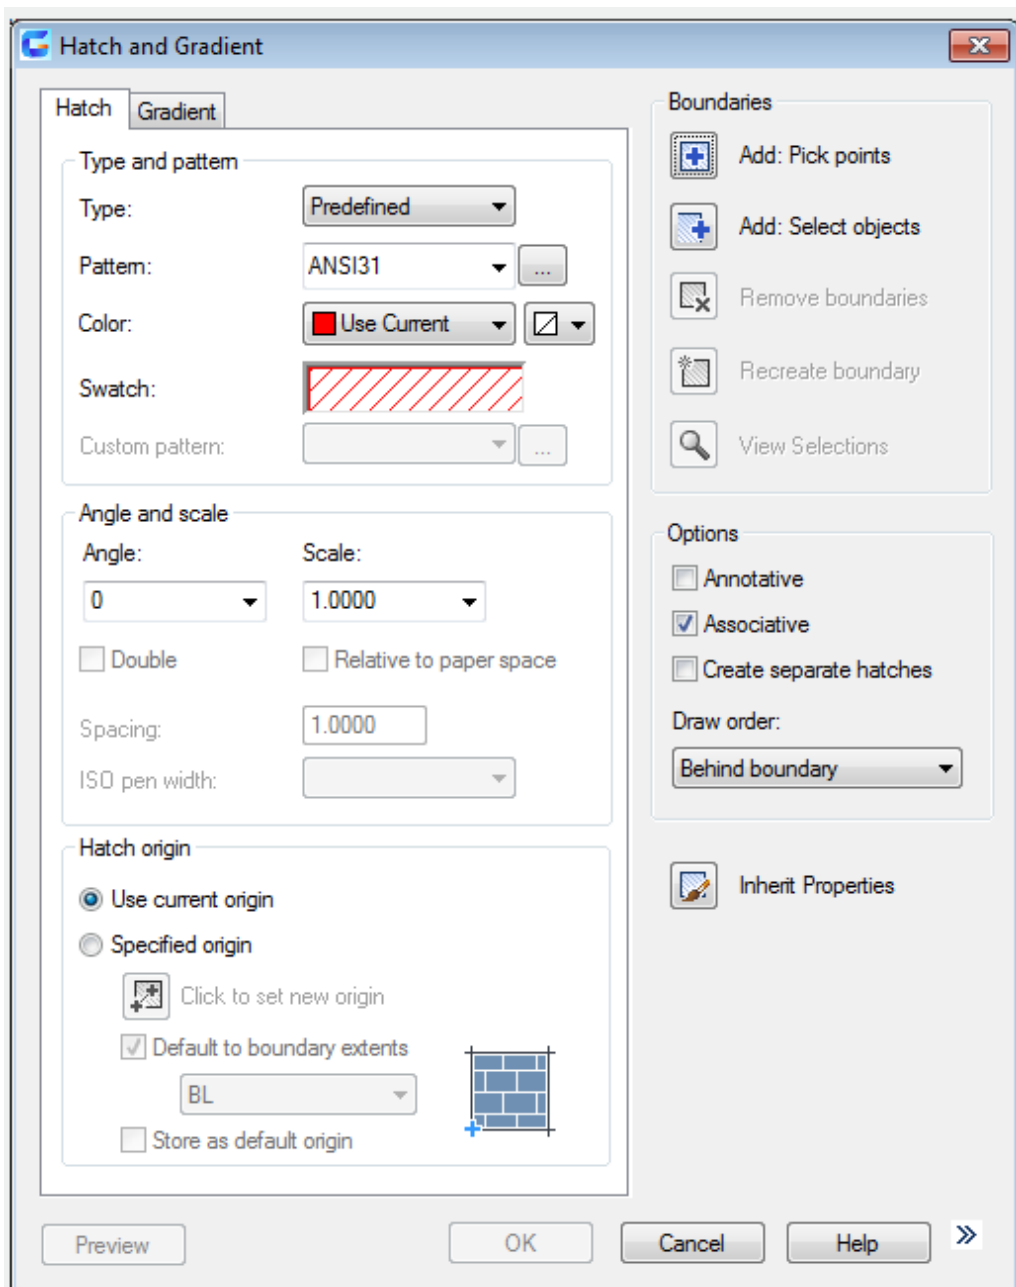 Hatch and Gradient
Hatch
Gradient
Type and pattern
Type:
Predefined
Pattern:
ANSI31
...
Color:
Use Current
Swatch:
Custom pattern:
...
Angle and scale
Angle:
Scale:
0
1.0000
Double
Relative to paper space
Spacing:
1.0000
ISO pen width:
Hatch origin
Use current origin
Specified origin
Click to set new origin
Default to boundary extents
BL
Store as default origin
Boundaries
Add: Pick points
Add: Select objects
Remove boundaries
Recreate boundary
View Selections
Options
Annotative
Associative
Create separate hatches
Draw order:
Behind boundary
Inherit Properties
Preview
OK
Cancel
Help